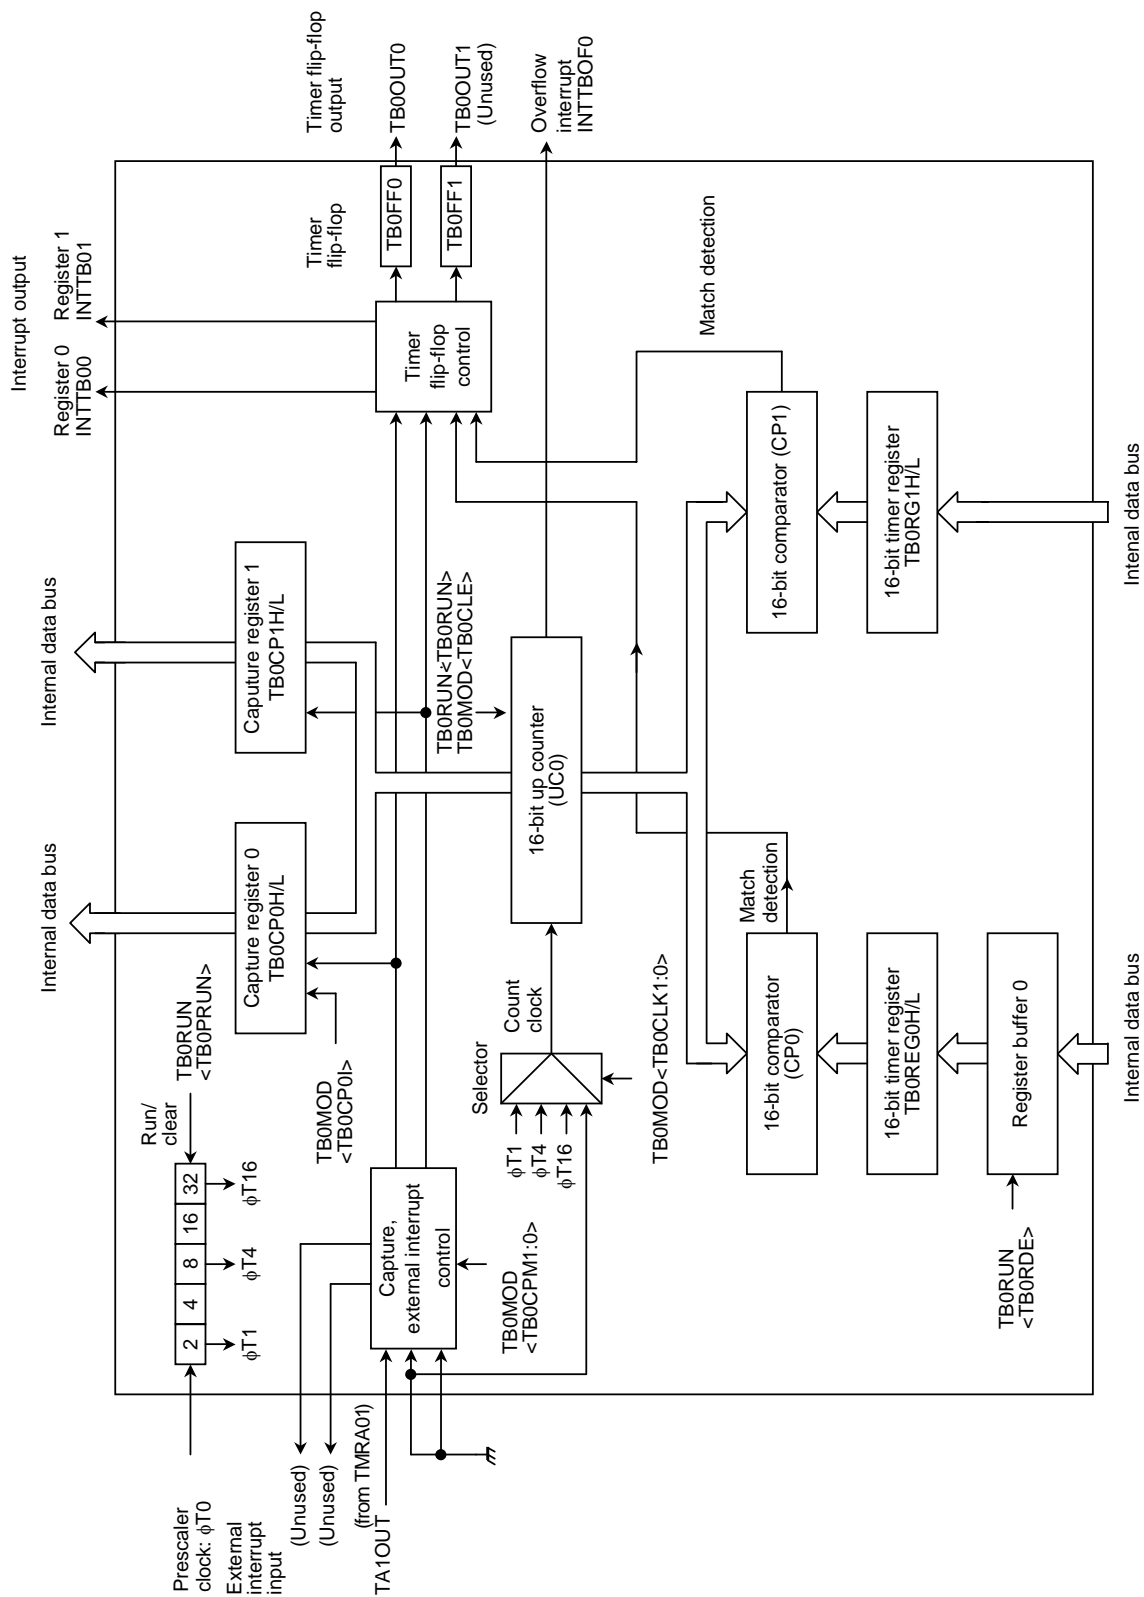 Interrupt output
Register 0
INTTB00
Register 1
INTTB01
Internal data bus
Internal data bus
Prescaler
clock: φT0
2
4
8
16
32
Run/
clear
TB0RUN
<TB0PRUN>
φT1
φT4
φT16
External
interrupt
input
Capture register 0
TB0CP0H/L
Caputure register 1
TB0CP1H/L
Timer
flip-flop
Timer flip-flop
output
(Unused)
(Unused)
(from TMRA01)
TA1OUT
TB0MOD
<TB0CP0I>
Capture,
external interrupt
control
TB0MOD
<TB0CPM1:0>
Timer
flip-flop
control
TB0FF0
TB0OUT0
TB0FF1
TB0OUT1
(Unused)
TB0RUN<TB0RUN>
TB0MOD<TB0CLE>
Selector
φT1
φT4
φT16
Count
clock
16-bit up counter
(UC0)
Overflow
interrupt
INTTBOF0
TB0MOD<TB0CLK1:0>
Match
detection
Match detection
16-bit comparator
(CP0)
16-bit comparator (CP1)
16-bit timer register
TB0REG0H/L
16-bit timer register
TB0RG1H/L
TB0RUN
<TB0RDE>
Register buffer 0
Internal data bus
Intenal data bus